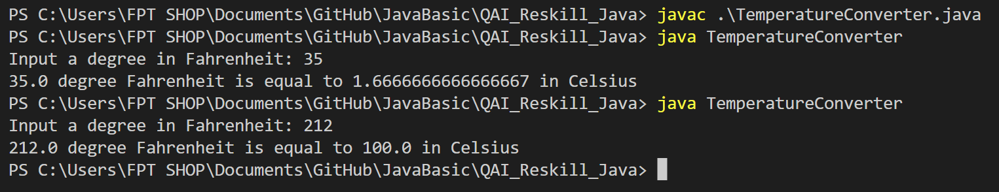 PS C:\Users\FPT SHOP\Documents\GitHub\JavaBasic\QAI_Reskill_Java> javac .\TemperatureConverter.java
PS C:\Users\FPT SHOP\Documents\GitHub\JavaBasic\QAI_Reskill_Java> java TemperatureConverter
Input a degree in Fahrenheit: 35
35.0 degree Fahrenheit is equal to 1.6666666666666667 in Celsius
PS C:\Users\FPT SHOP\Documents\GitHub\JavaBasic\QAI_Reskill_Java> java TemperatureConverter
Input a degree in Fahrenheit: 212
212.0 degree Fahrenheit is equal to 100.0 in Celsius
PS C:\Users\FPT SHOP\Documents\GitHub\JavaBasic\QAI_Reskill_Java>